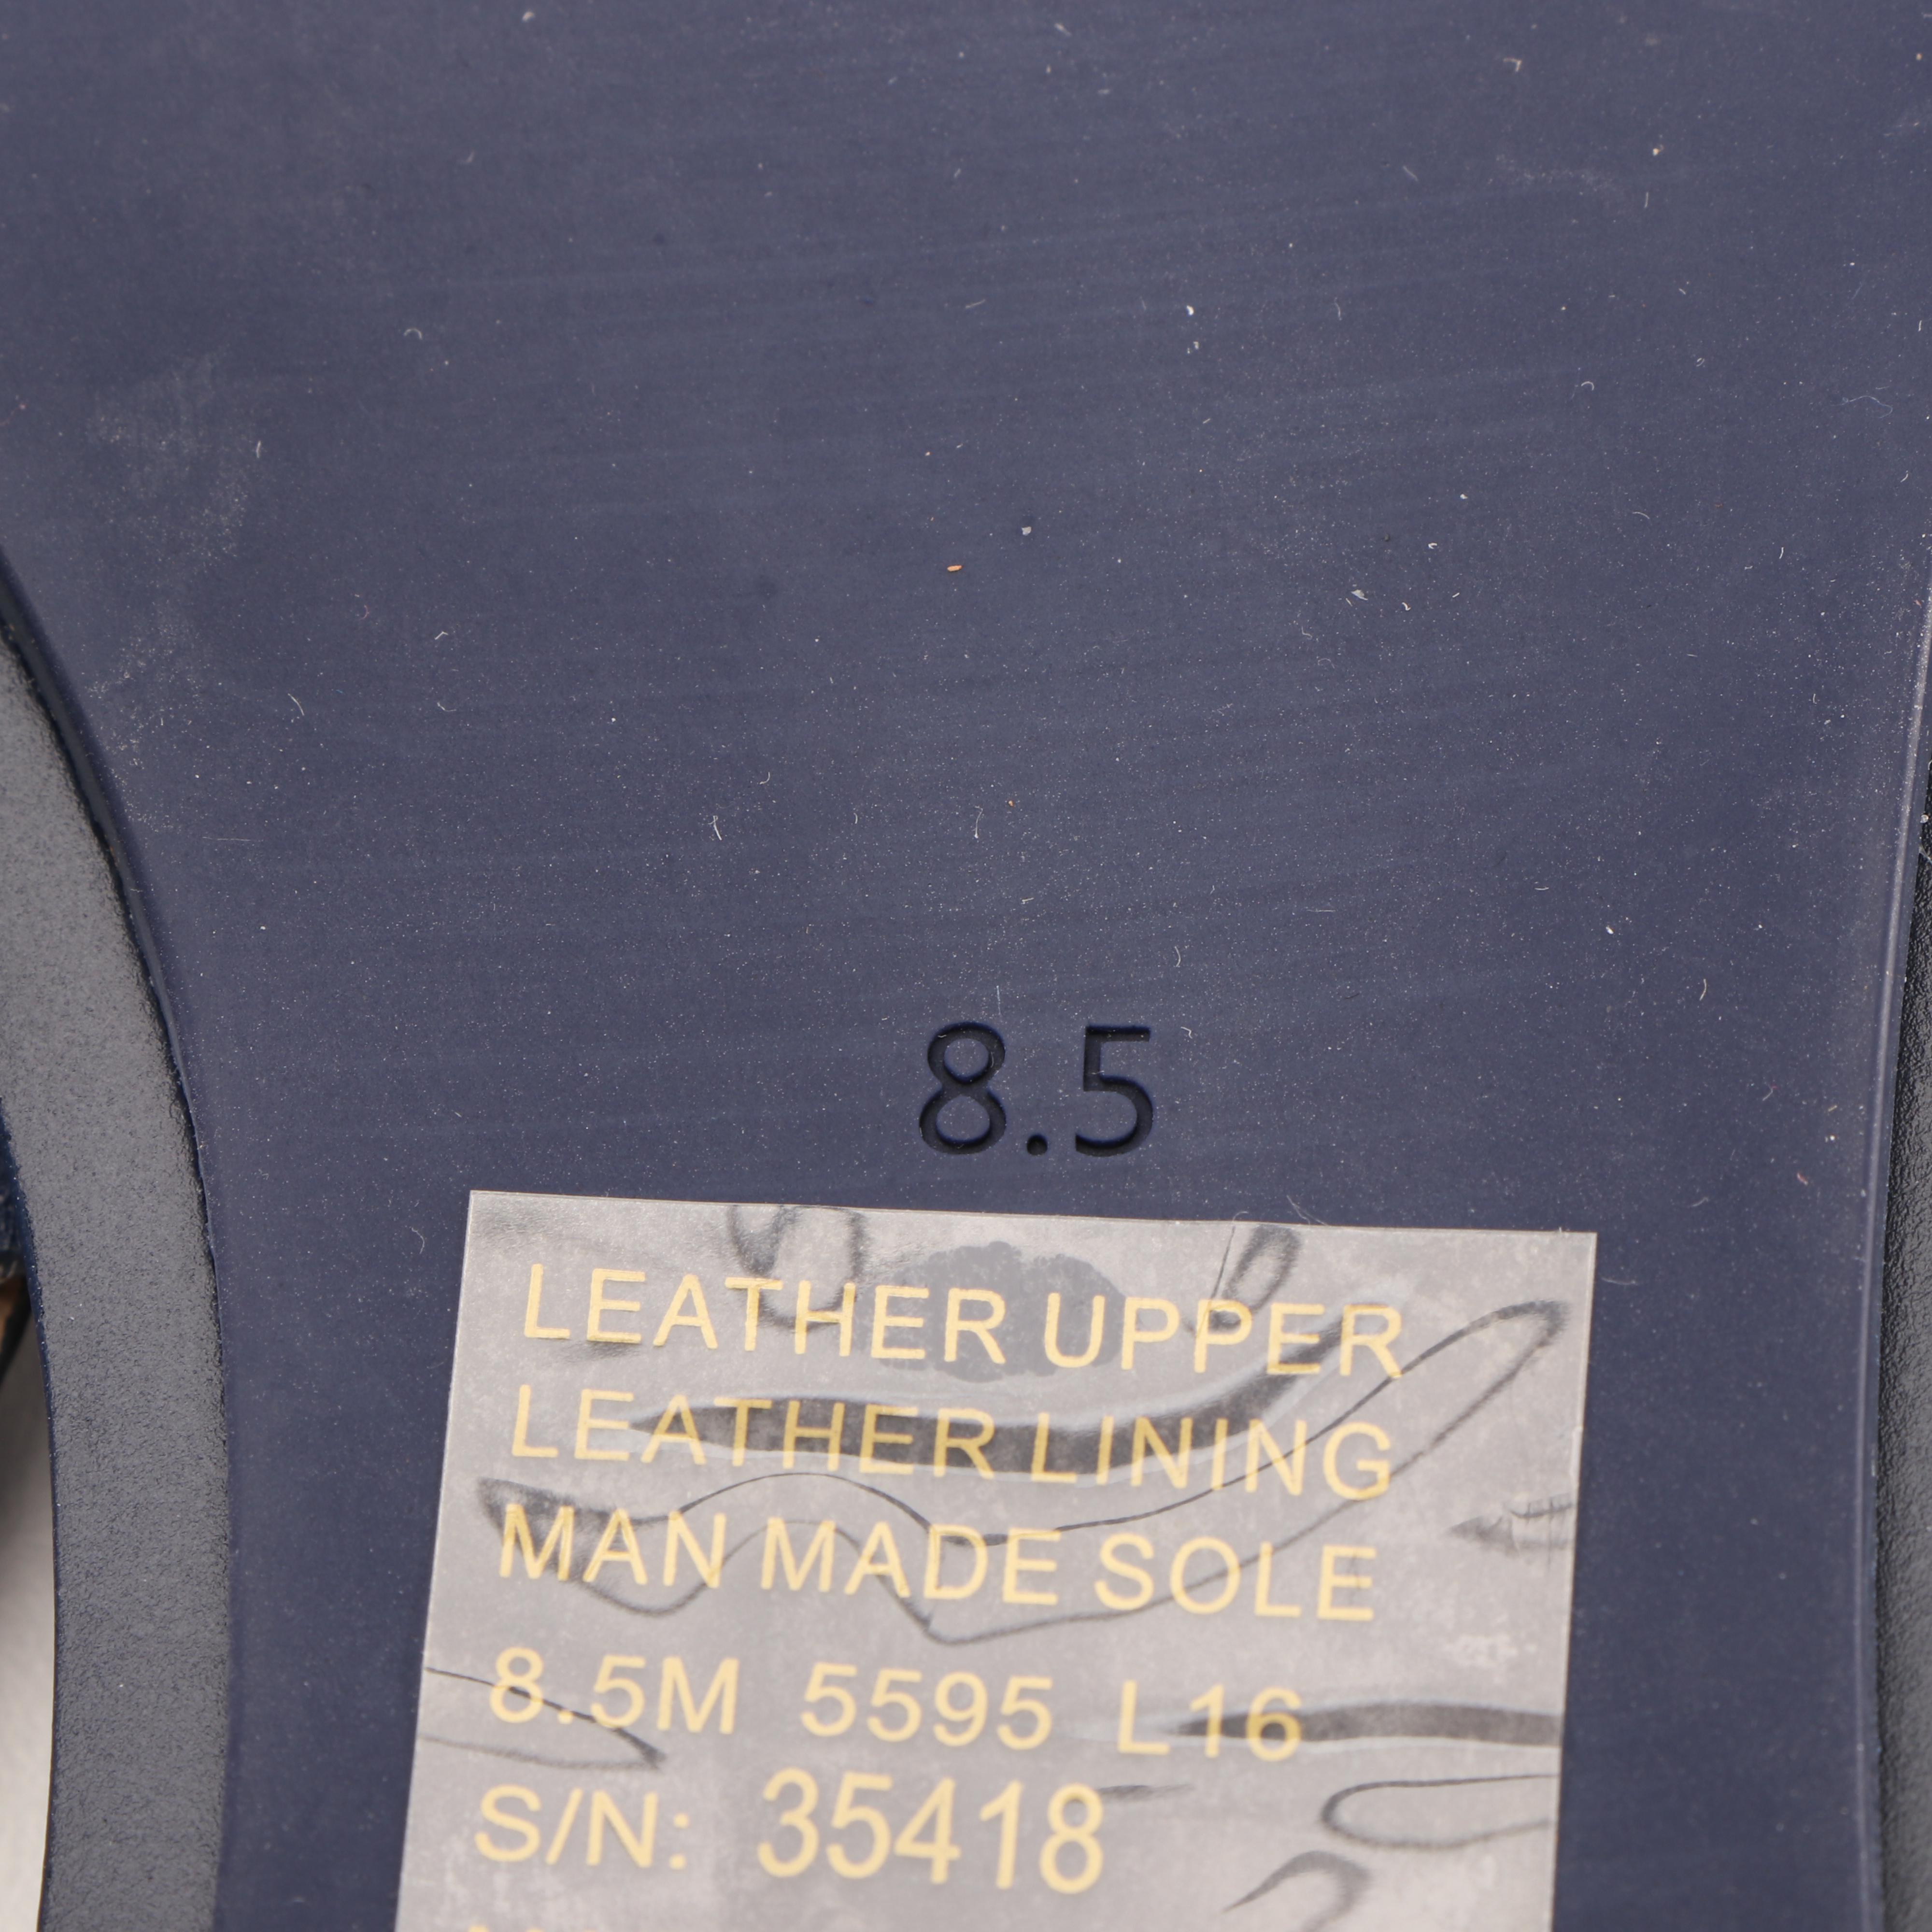 8.5
LEATHER UPPER
LEATHER LINING
MAN MADE SOLE
8.5M 5595 L16
S/N: 35418